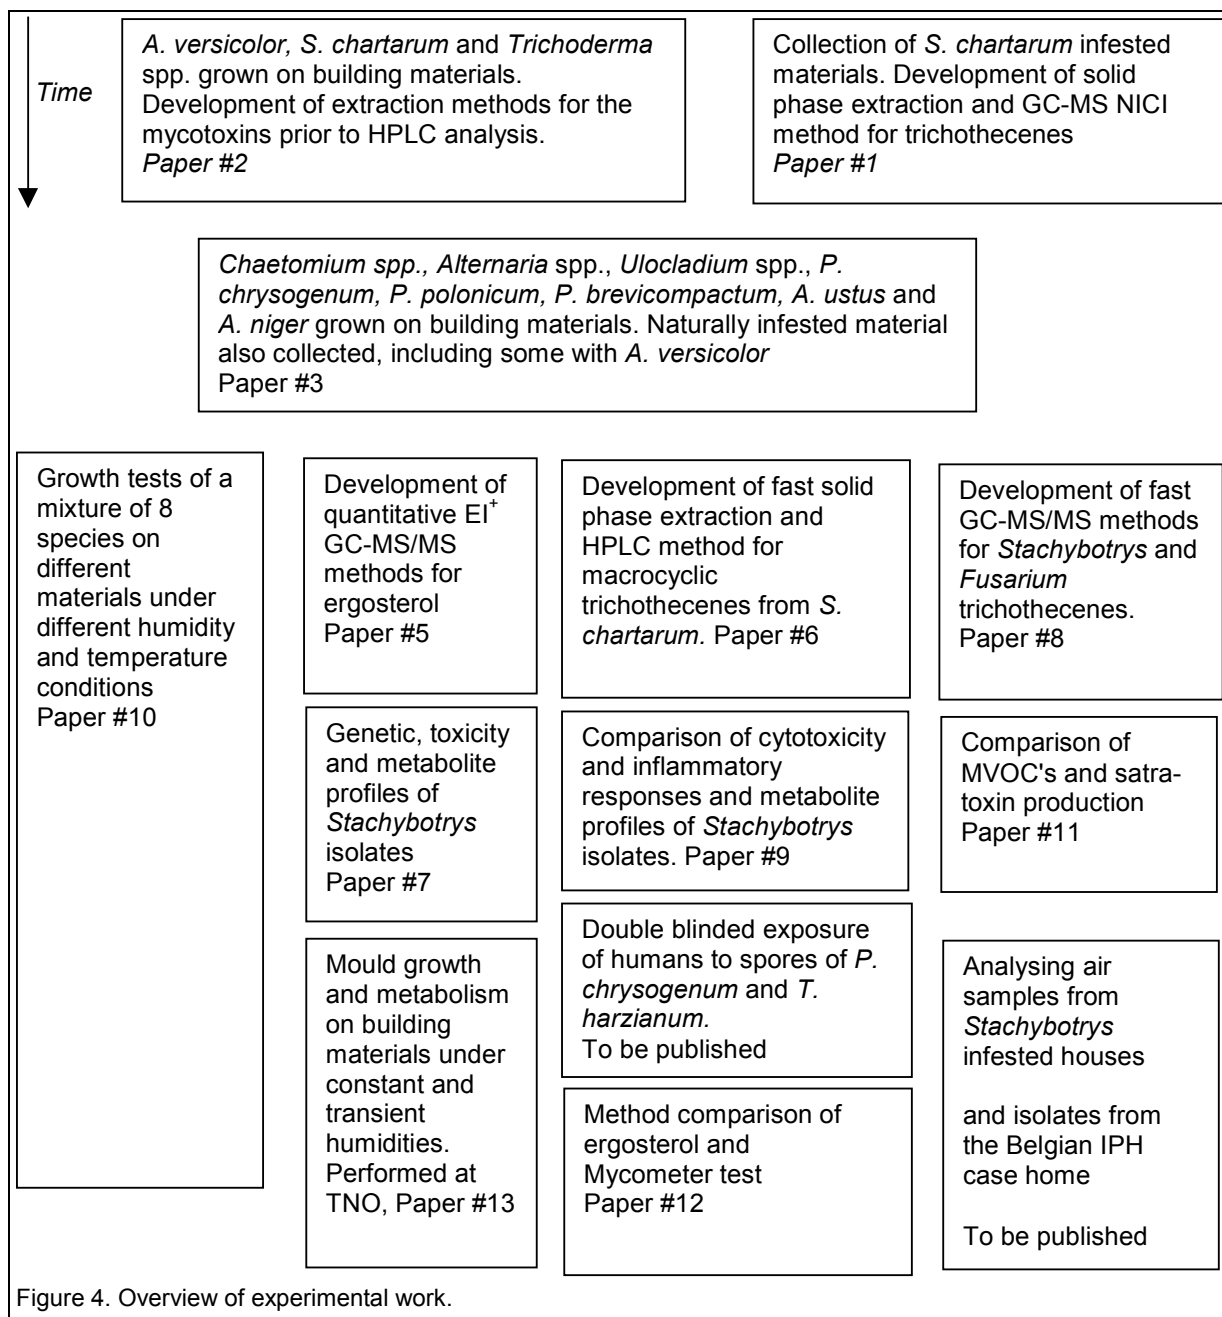 Time
A. versicolor, S. chartarum and Trichoderma
spp. grown on building materials.
Development of extraction methods for the
mycotoxins prior to HPLC analysis.
Paper #2
Collection of S. chartarum infested
materials. Development of solid
phase extraction and GC-MS NICI
method for trichothecenes
Paper #1
Chaetomium spp., Alternaria spp., Ulocladium spp., P.
chrysogenum, P. polonicum, P. brevicompactum, A. ustus and
A. niger grown on building materials. Naturally infested material
also collected, including some with A. versicolor
Paper #3
Growth tests of a
mixture of 8
species on
different
materials under
different humidity
and temperature
conditions
Paper #10
Development of
quantitative EI+
GC-MS/MS
methods for
ergosterol
Paper #5
Development of fast solid
phase extraction and
HPLC method for
macrocyclic
trichothecenes from S.
chartarum. Paper #6
Development of fast
GC-MS/MS methods
for Stachybotrys and
Fusarium
trichothecenes.
Paper #8
Genetic, toxicity
and metabolite
profiles of
Stachybotrys
isolates
Paper #7
Comparison of cytotoxicity
and inflammatory
responses and metabolite
profiles of Stachybotrys
isolates. Paper #9
Comparison of
MVOC's and satra-
toxin production
Paper #11
Mould growth
and metabolism
on building
materials under
constant and
transient
humidities.
Performed at
TNO, Paper #13
Double blinded exposure
of humans to spores of P.
chrysogenum and T.
harzianum.
To be published
Method comparison of
ergosterol and
Mycometer test
Paper #12
Analysing air
samples from
Stachybotrys
infested houses
and isolates from
the Belgian IPH
case home
To be published
Figure 4. Overview of experimental work.